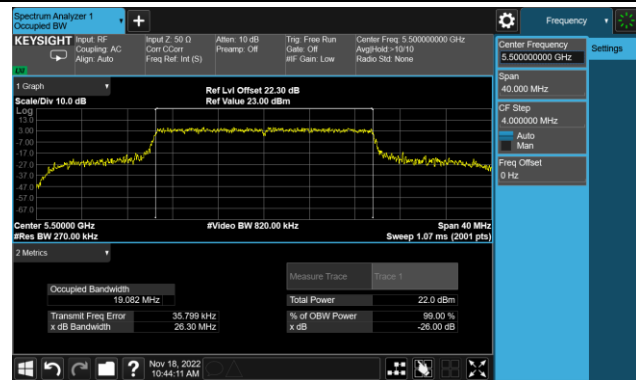 Spectrum Analyzer 1
Occupied BW
Frequency
KEYSIGHT
Input: RF
Coupling: AC
Align: Auto
Input Z: 50 Ω
Corr CCorr
Freq Ref: Int (S)
Atten: 10 dB
Preamp: Off
Trig: Free Run
Gate: Off
#IF Gain: Low
Center Freq: 5.500000000 GHz
Avg|Hold:>10/10
Radio Std: None
Center Frequency
5.500000000 GHz
Settings
Span
40.000 MHz
CF Step
4.000000 MHz
Auto
Man
Freq Offset
0 Hz
LW
1 Graph
Scale/Div 10.0 dB
Ref Lvl Offset 22.30 dB
Ref Value 23.00 dBm
Log
13.0
3.00
-7.00
-17.0
-27.0
-37.0
-47.0
-57.0
-67.0
Center 5.50000 GHz
#Video BW 820.00 kHz
Span 40 MHz
#Res BW 270.00 kHz
Sweep 1.07 ms (2001 pts)
2 Metrics
Measure Trace
Trace 1
Occupied Bandwidth
19.082 MHz
Total Power
22.0 dBm
Transmit Freq Error
35.799 kHz
% of OBW Power
99.00 %
x dB Bandwidth
26.30 MHz
x dB
-26.00 dB
Nov 18, 2022
10:44:11 AM